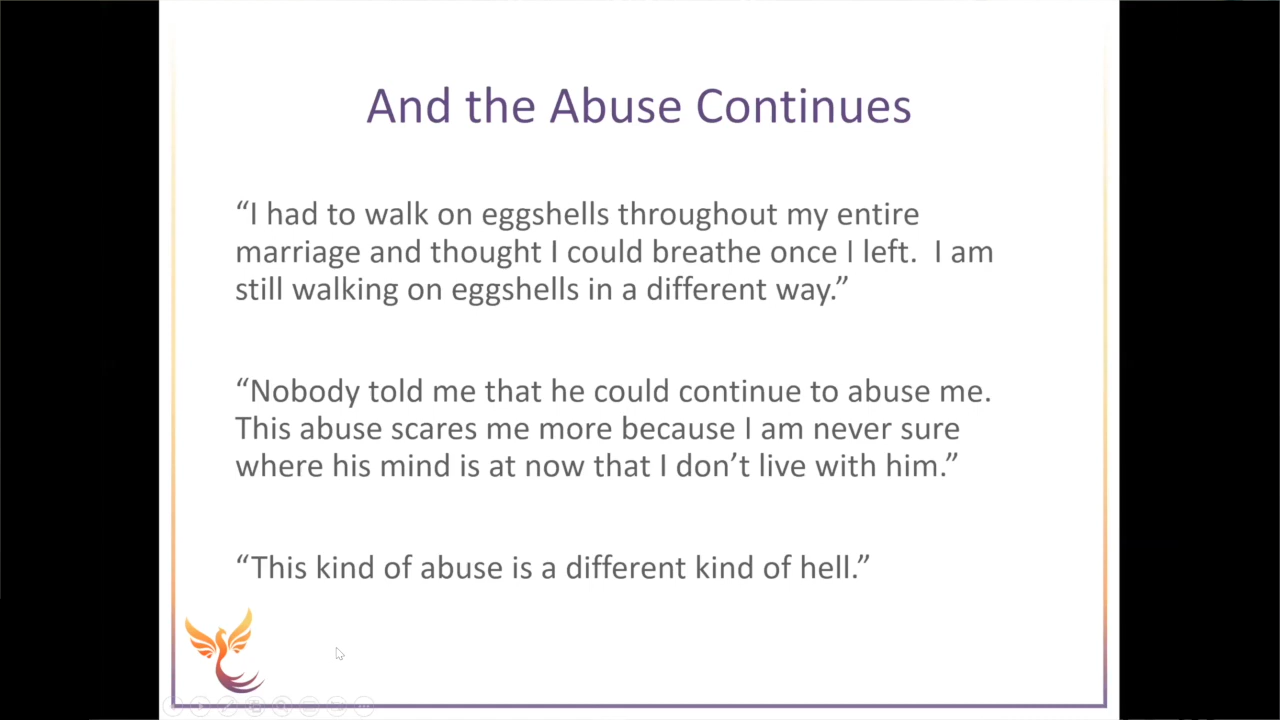 And the Abuse Continues
“I had to walk on eggshells throughout my entire
marriage and thought I could breathe once I left.  I am
still walking on eggshells in a different way.”
“Nobody told me that he could continue to abuse me.
This abuse scares me more because I am never sure
where his mind is at now that I don’t live with him.”
“This kind of abuse is a different kind of hell.”